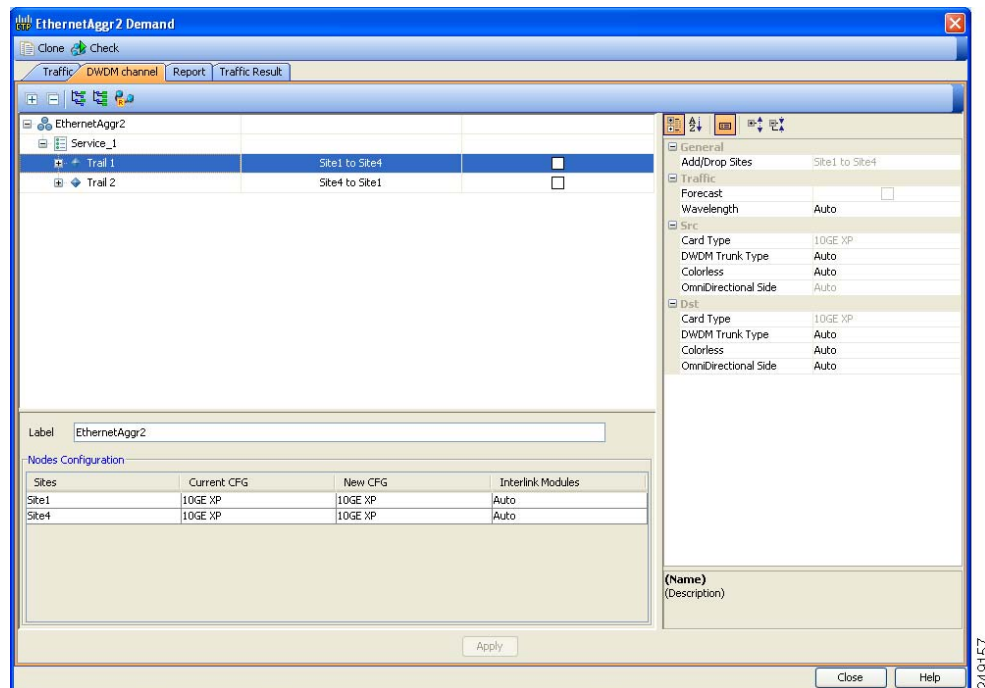 CTP EthernetAggr2 Demand
Clone Check
Traffic DWDM channel Report Traffic Result
EthernetAggr2
Service_1
Trail 1 Site1 to Site4
Trail 2 Site4 to Site1
General
Add/Drop Sites Site1 to Site4
Traffic
Forecast
Wavelength Auto
Src
Card Type 10GE XP
DWDM Trunk Type Auto
Colorless Auto
OmniDirectional Side Auto
Dst
Card Type 10GE XP
DWDM Trunk Type Auto
Colorless Auto
OmniDirectional Side Auto
Label EthernetAggr2
Nodes Configuration
Sites Current CFG New CFG Interlink Modules
Site1 10GE XP 10GE XP Auto
Site4 10GE XP 10GE XP Auto
(Name)
(Description)
Apply
Close Help
249157